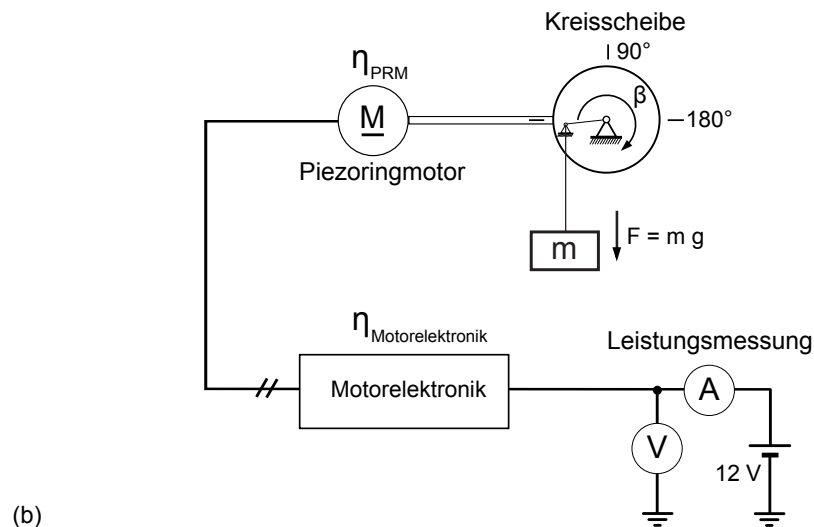 Kreisscheibe
90°
η_PRM
β
M
180°
Piezoringmotor
F = m g
m
η_Motorelektronik
Leistungsmessung
Motorelektronik
A
V
12 V
(b)